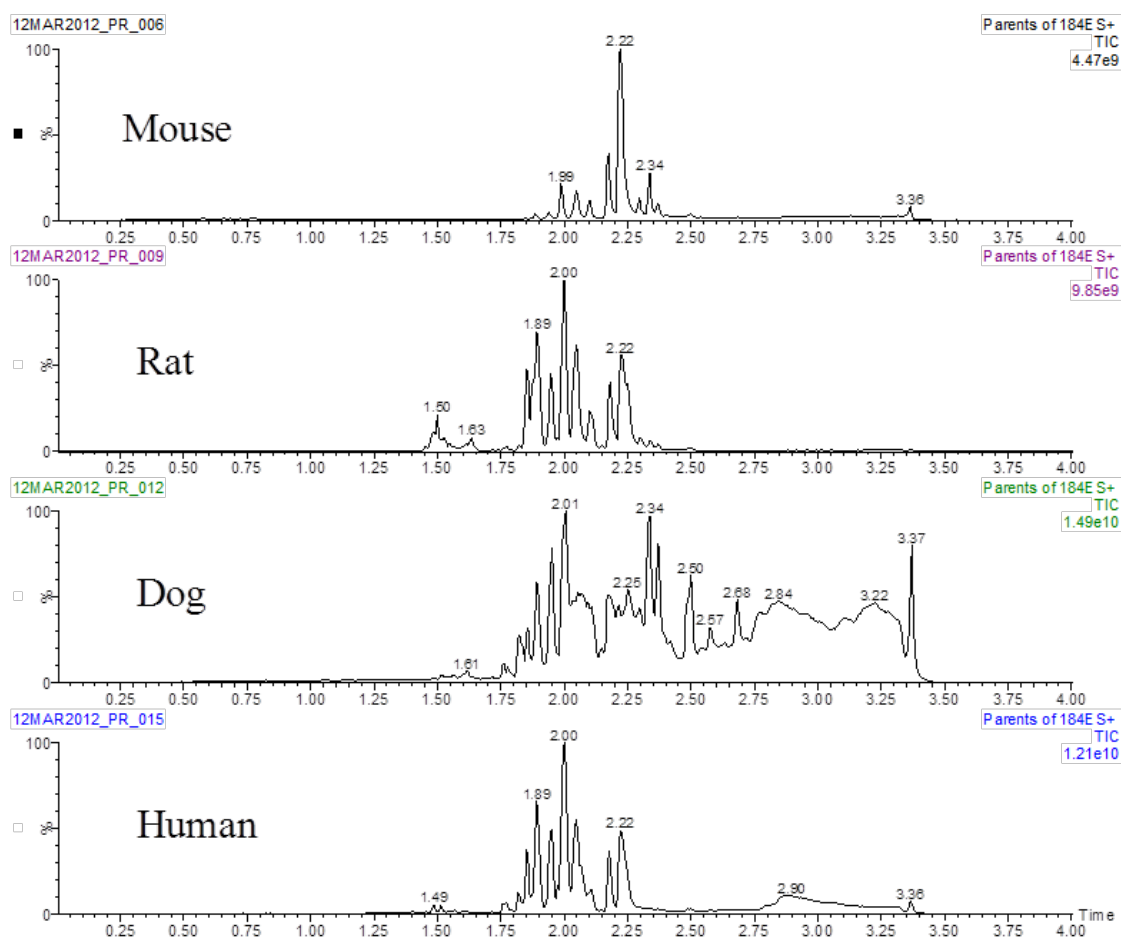 12MAR2012_PR_006
Parents of 184ES+
TIC
4.47e9
100
%
Mouse
1.99
2.22
2.34
3.36
0
0.25 0.50 0.75 1.00 1.25 1.50 1.75 2.00 2.25 2.50 2.75 3.00 3.25 3.50 3.75 4.00
12MAR2012_PR_009
Parents of 184ES+
TIC
9.85e9
100
%
Rat
1.50
1.63
1.89
2.00
2.22
0
0.25 0.50 0.75 1.00 1.25 1.50 1.75 2.00 2.25 2.50 2.75 3.00 3.25 3.50 3.75 4.00
12MAR2012_PR_012
Parents of 184ES+
TIC
1.49e10
100
%
Dog
1.61
2.01
2.25
2.34
2.50
2.57
2.68
2.84
3.22
3.37
0
0.25 0.50 0.75 1.00 1.25 1.50 1.75 2.00 2.25 2.50 2.75 3.00 3.25 3.50 3.75 4.00
12MAR2012_PR_015
Parents of 184ES+
TIC
1.21e10
100
%
Human
1.49
1.89
2.00
2.22
2.90
3.36
0
Time
0.25 0.50 0.75 1.00 1.25 1.50 1.75 2.00 2.25 2.50 2.75 3.00 3.25 3.50 3.75 4.00